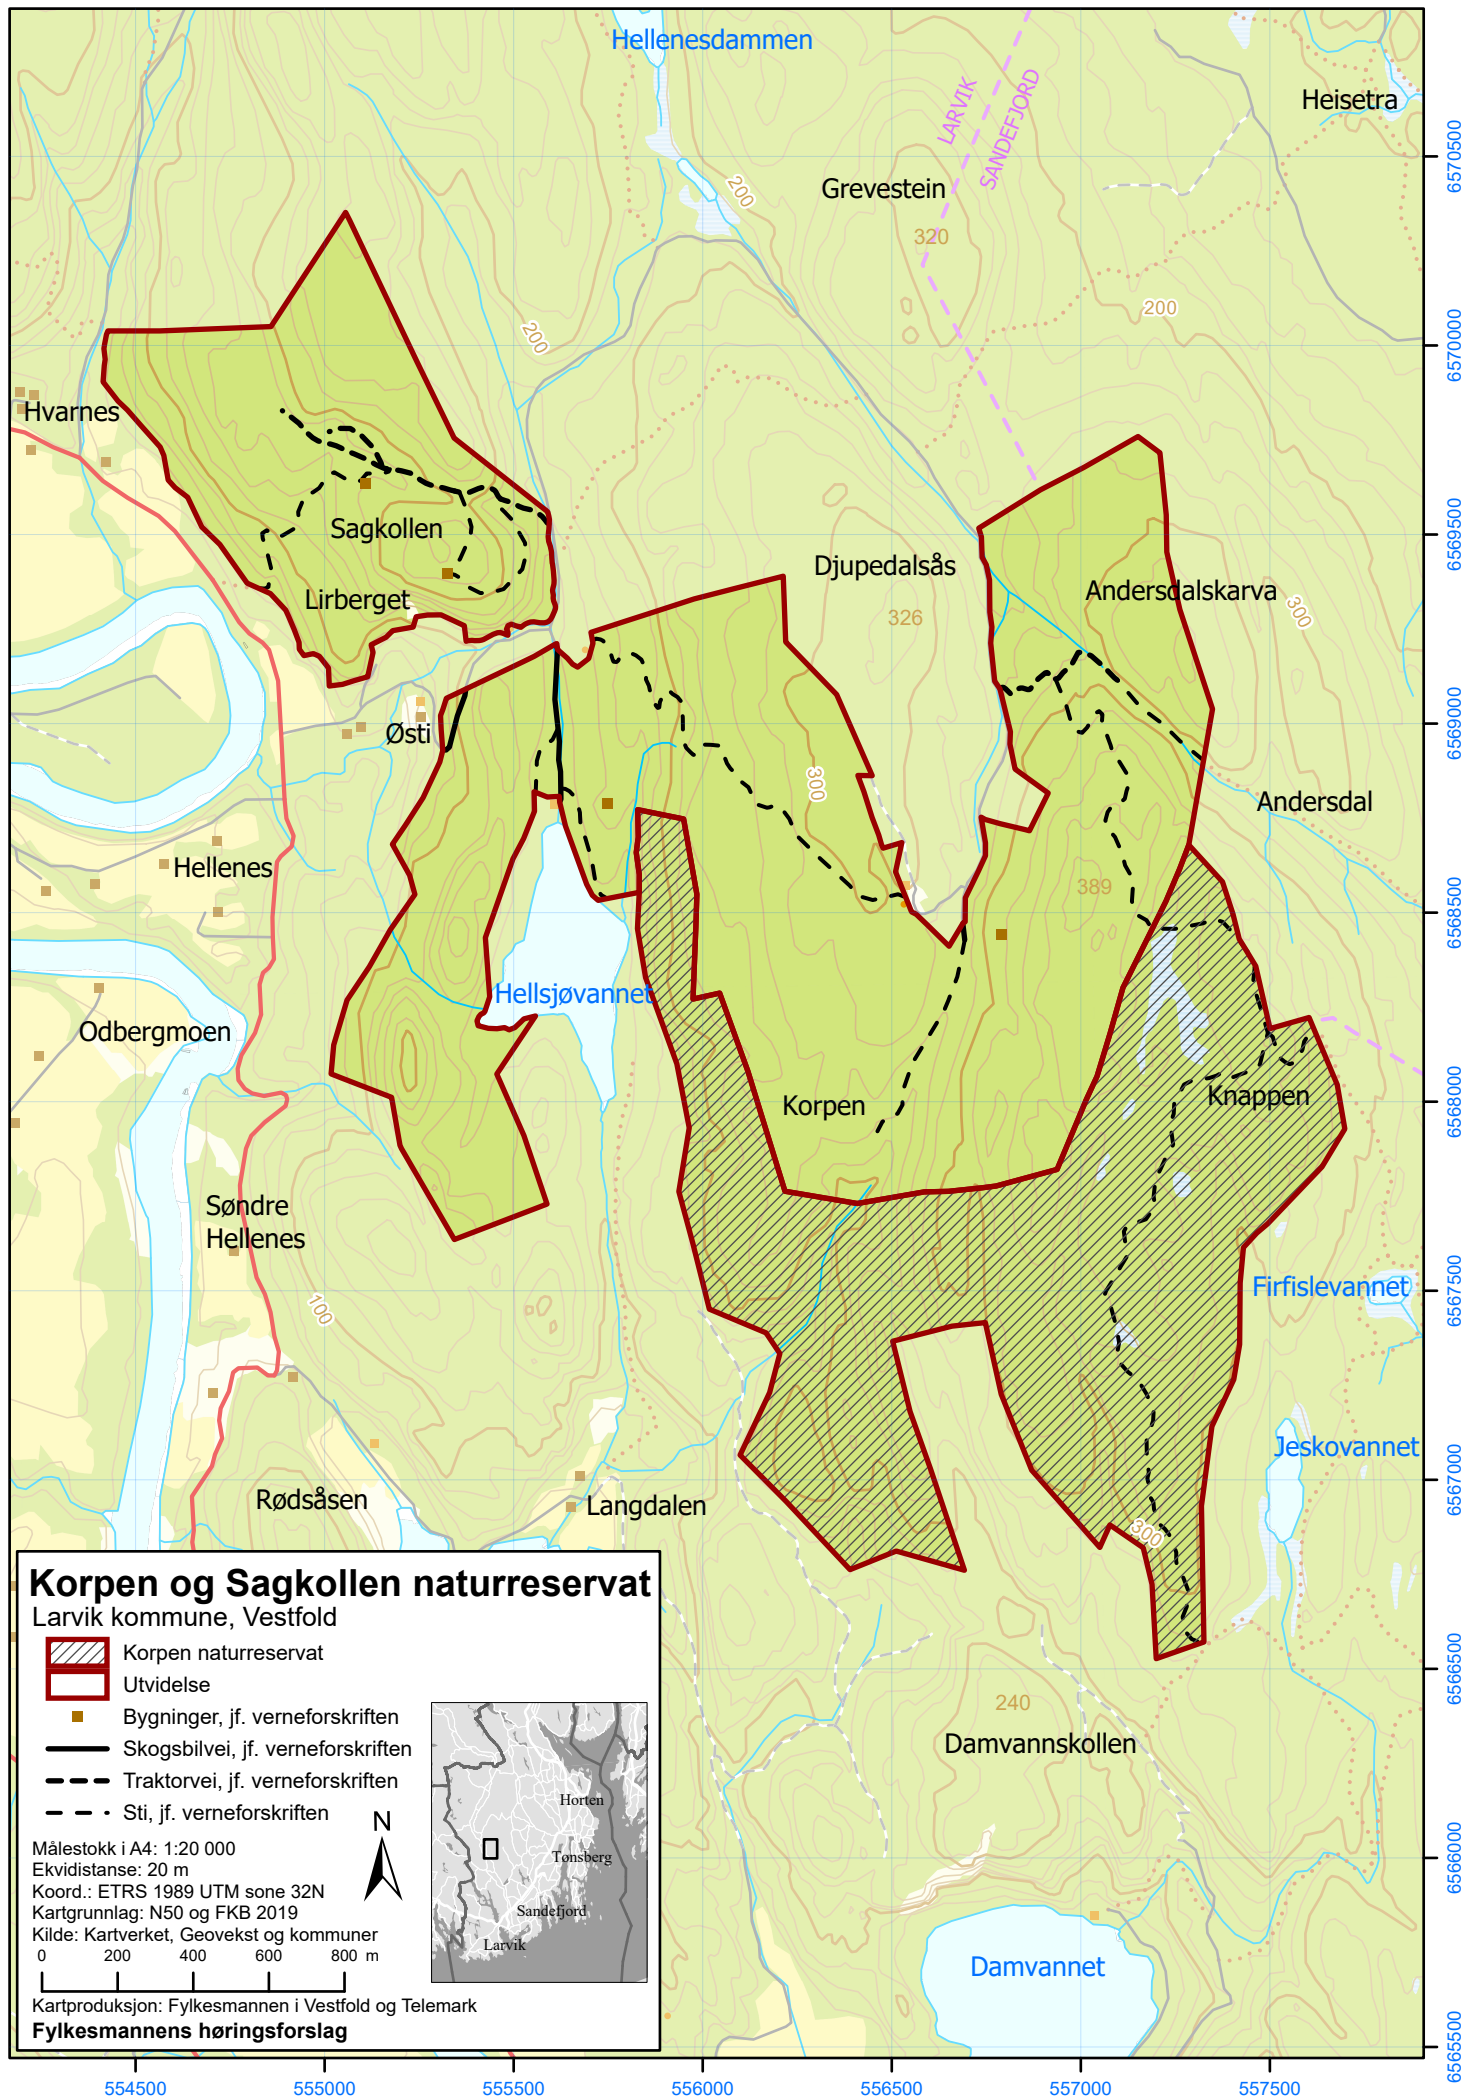 Hellenesdammen
Heisetra
LARVIK
SANDEFJORD
200
Grevestein
320
200
200
Hvarnes
Sagkollen
Djupedalsås
Andersdalskarva
Lirberget
326
300
Østi
300
Andersdal
Hellenes
389
Hellsjøvannet
Odbergmoen
Korpen
Knappen
Søndre
Hellenes
Firfislevannet
100
Jeskovannet
Rødsåsen
Langdalen
300
240
Damvannskollen
Damvannet
Korpen og Sagkollen naturreservat
Larvik kommune, Vestfold
Korpen naturreservat
Utvidelse
Bygninger, jf. verneforskriften
Skogsbilvei, jf. verneforskriften
Traktorvei, jf. verneforskriften
Sti, jf. verneforskriften
N
Målestokk i A4: 1:20 000
Ekvidistanse: 20 m
Koord.: ETRS 1989 UTM sone 32N
Kartgrunnlag: N50 og FKB 2019
Kilde: Kartverket, Geovekst og kommuner
0 200 400 600 800 m
Kartproduksjon: Fylkesmannen i Vestfold og Telemark
Fylkesmannens høringsforslag
Horten
Tønsberg
Sandefjord
Larvik
6570500
6570000
6569500
6569000
6568500
6568000
6567500
6567000
6566500
6566000
6565500
554500 555000 555500 556000 556500 557000 557500